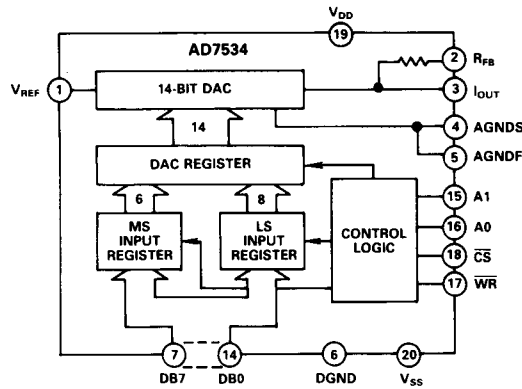 V_DD
19
AD7534
2 R_FB
V_REF 1
14-BIT DAC
3 I_OUT
14
4 AGNDS
DAC REGISTER
5 AGNDF
6 8
15 A1
MS INPUT REGISTER
LS INPUT REGISTER
CONTROL LOGIC
16 A0
18 C̅S̅
17 W̅R̅
7 14 6 20
DB7 DB0 DGND V_SS